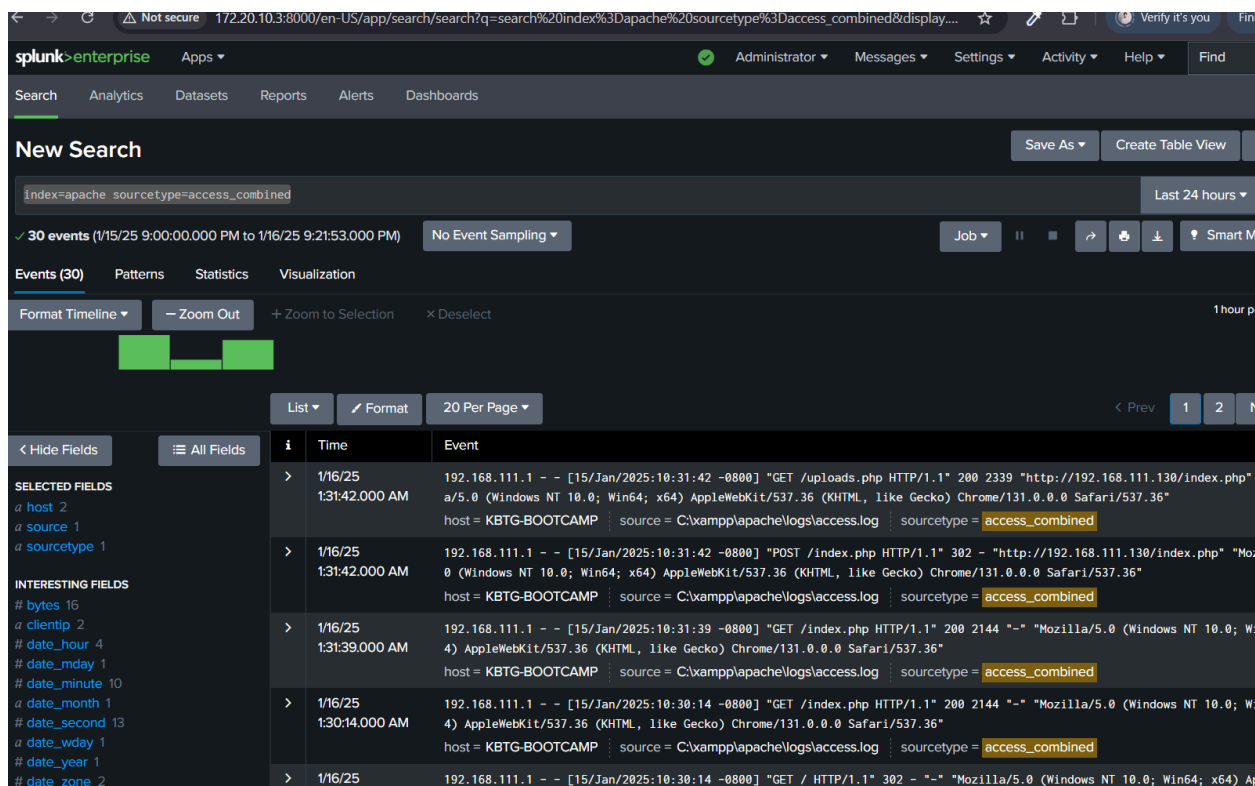 Not secure 172.20.10.3:8000/en-US/app/search/search?q=search%20index%3Dapache%20sourcetype%3Daccess_combined&display.... Verify it's you Fin
splunk>enterprise Apps Administrator Messages Settings Activity Help Find
Search Analytics Datasets Reports Alerts Dashboards
New Search Save As Create Table View
index=apache sourcetype=access_combined Last 24 hours
✓ 30 events (1/15/25 9:00:00.000 PM to 1/16/25 9:21:53.000 PM) No Event Sampling Job Smart M
Events (30) Patterns Statistics Visualization
Format Timeline — Zoom Out + Zoom to Selection × Deselect 1 hour p
List Format 20 Per Page < Prev 1 2 N
< Hide Fields All Fields i Time Event
SELECTED FIELDS
a host 2
a source 1
a sourcetype 1
INTERESTING FIELDS
# bytes 16
a clientip 2
# date_hour 4
# date_mday 1
# date_minute 10
a date_month 1
# date_second 13
a date_wday 1
# date_year 1
# date_zone 2
> 1/16/25 192.168.111.1 - - [15/Jan/2025:10:31:42 -0800] "GET /uploads.php HTTP/1.1" 200 2339 "http://192.168.111.130/index.php"
1:31:42.000 AM a/5.0 (Windows NT 10.0; Win64; x64) AppleWebKit/537.36 (KHTML, like Gecko) Chrome/131.0.0.0 Safari/537.36"
host = KBTG-BOOTCAMP source = C:\xampp\apache\logs\access.log sourcetype = access_combined
> 1/16/25 192.168.111.1 - - [15/Jan/2025:10:31:42 -0800] "POST /index.php HTTP/1.1" 302 - "http://192.168.111.130/index.php" "Moz
1:31:42.000 AM 0 (Windows NT 10.0; Win64; x64) AppleWebKit/537.36 (KHTML, like Gecko) Chrome/131.0.0.0 Safari/537.36"
host = KBTG-BOOTCAMP source = C:\xampp\apache\logs\access.log sourcetype = access_combined
> 1/16/25 192.168.111.1 - - [15/Jan/2025:10:31:39 -0800] "GET /index.php HTTP/1.1" 200 2144 "-" "Mozilla/5.0 (Windows NT 10.0; Wi
1:31:39.000 AM 4) AppleWebKit/537.36 (KHTML, like Gecko) Chrome/131.0.0.0 Safari/537.36"
host = KBTG-BOOTCAMP source = C:\xampp\apache\logs\access.log sourcetype = access_combined
> 1/16/25 192.168.111.1 - - [15/Jan/2025:10:30:14 -0800] "GET /index.php HTTP/1.1" 200 2144 "-" "Mozilla/5.0 (Windows NT 10.0; Wi
1:30:14.000 AM 4) AppleWebKit/537.36 (KHTML, like Gecko) Chrome/131.0.0.0 Safari/537.36"
host = KBTG-BOOTCAMP source = C:\xampp\apache\logs\access.log sourcetype = access_combined
> 1/16/25 192.168.111.1 - - [15/Jan/2025:10:30:14 -0800] "GET / HTTP/1.1" 302 - "-" "Mozilla/5.0 (Windows NT 10.0; Win64; x64) Ap